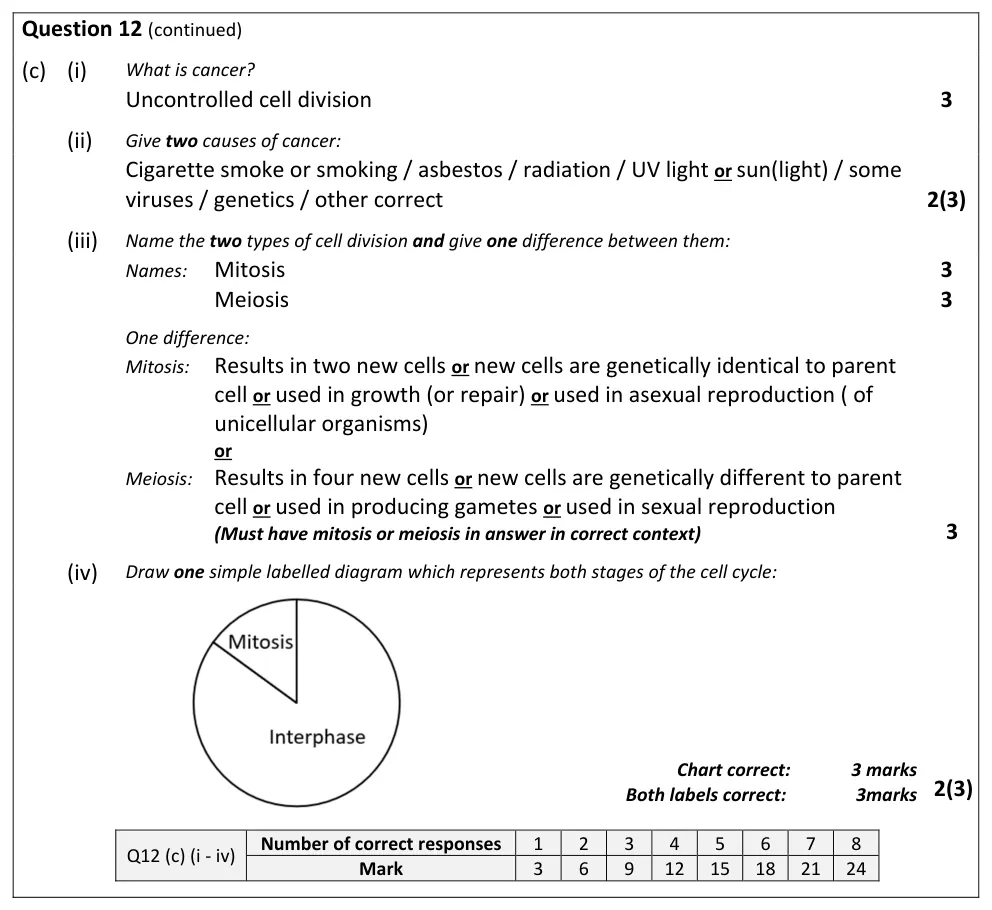 Question 12 (continued)
(c) (i) What is cancer?
Uncontrolled cell division 3
(ii) Give two causes of cancer:
Cigarette smoke or smoking / asbestos / radiation / UV light or sun(light) / some
viruses / genetics / other correct 2(3)
(iii) Name the two types of cell division and give one difference between them:
Names: Mitosis 3
Meiosis 3
One difference:
Mitosis: Results in two new cells or new cells are genetically identical to parent
cell or used in growth (or repair) or used in asexual reproduction ( of
unicellular organisms)
or
Meiosis: Results in four new cells or new cells are genetically different to parent
cell or used in producing gametes or used in sexual reproduction
(Must have mitosis or meiosis in answer in correct context) 3
(iv) Draw one simple labelled diagram which represents both stages of the cell cycle:
Mitosis
Interphase
Chart correct: 3 marks
Both labels correct: 3marks 2(3)
Q12 (c) (i - iv) Number of correct responses 1 2 3 4 5 6 7 8
Mark 3 6 9 12 15 18 21 24